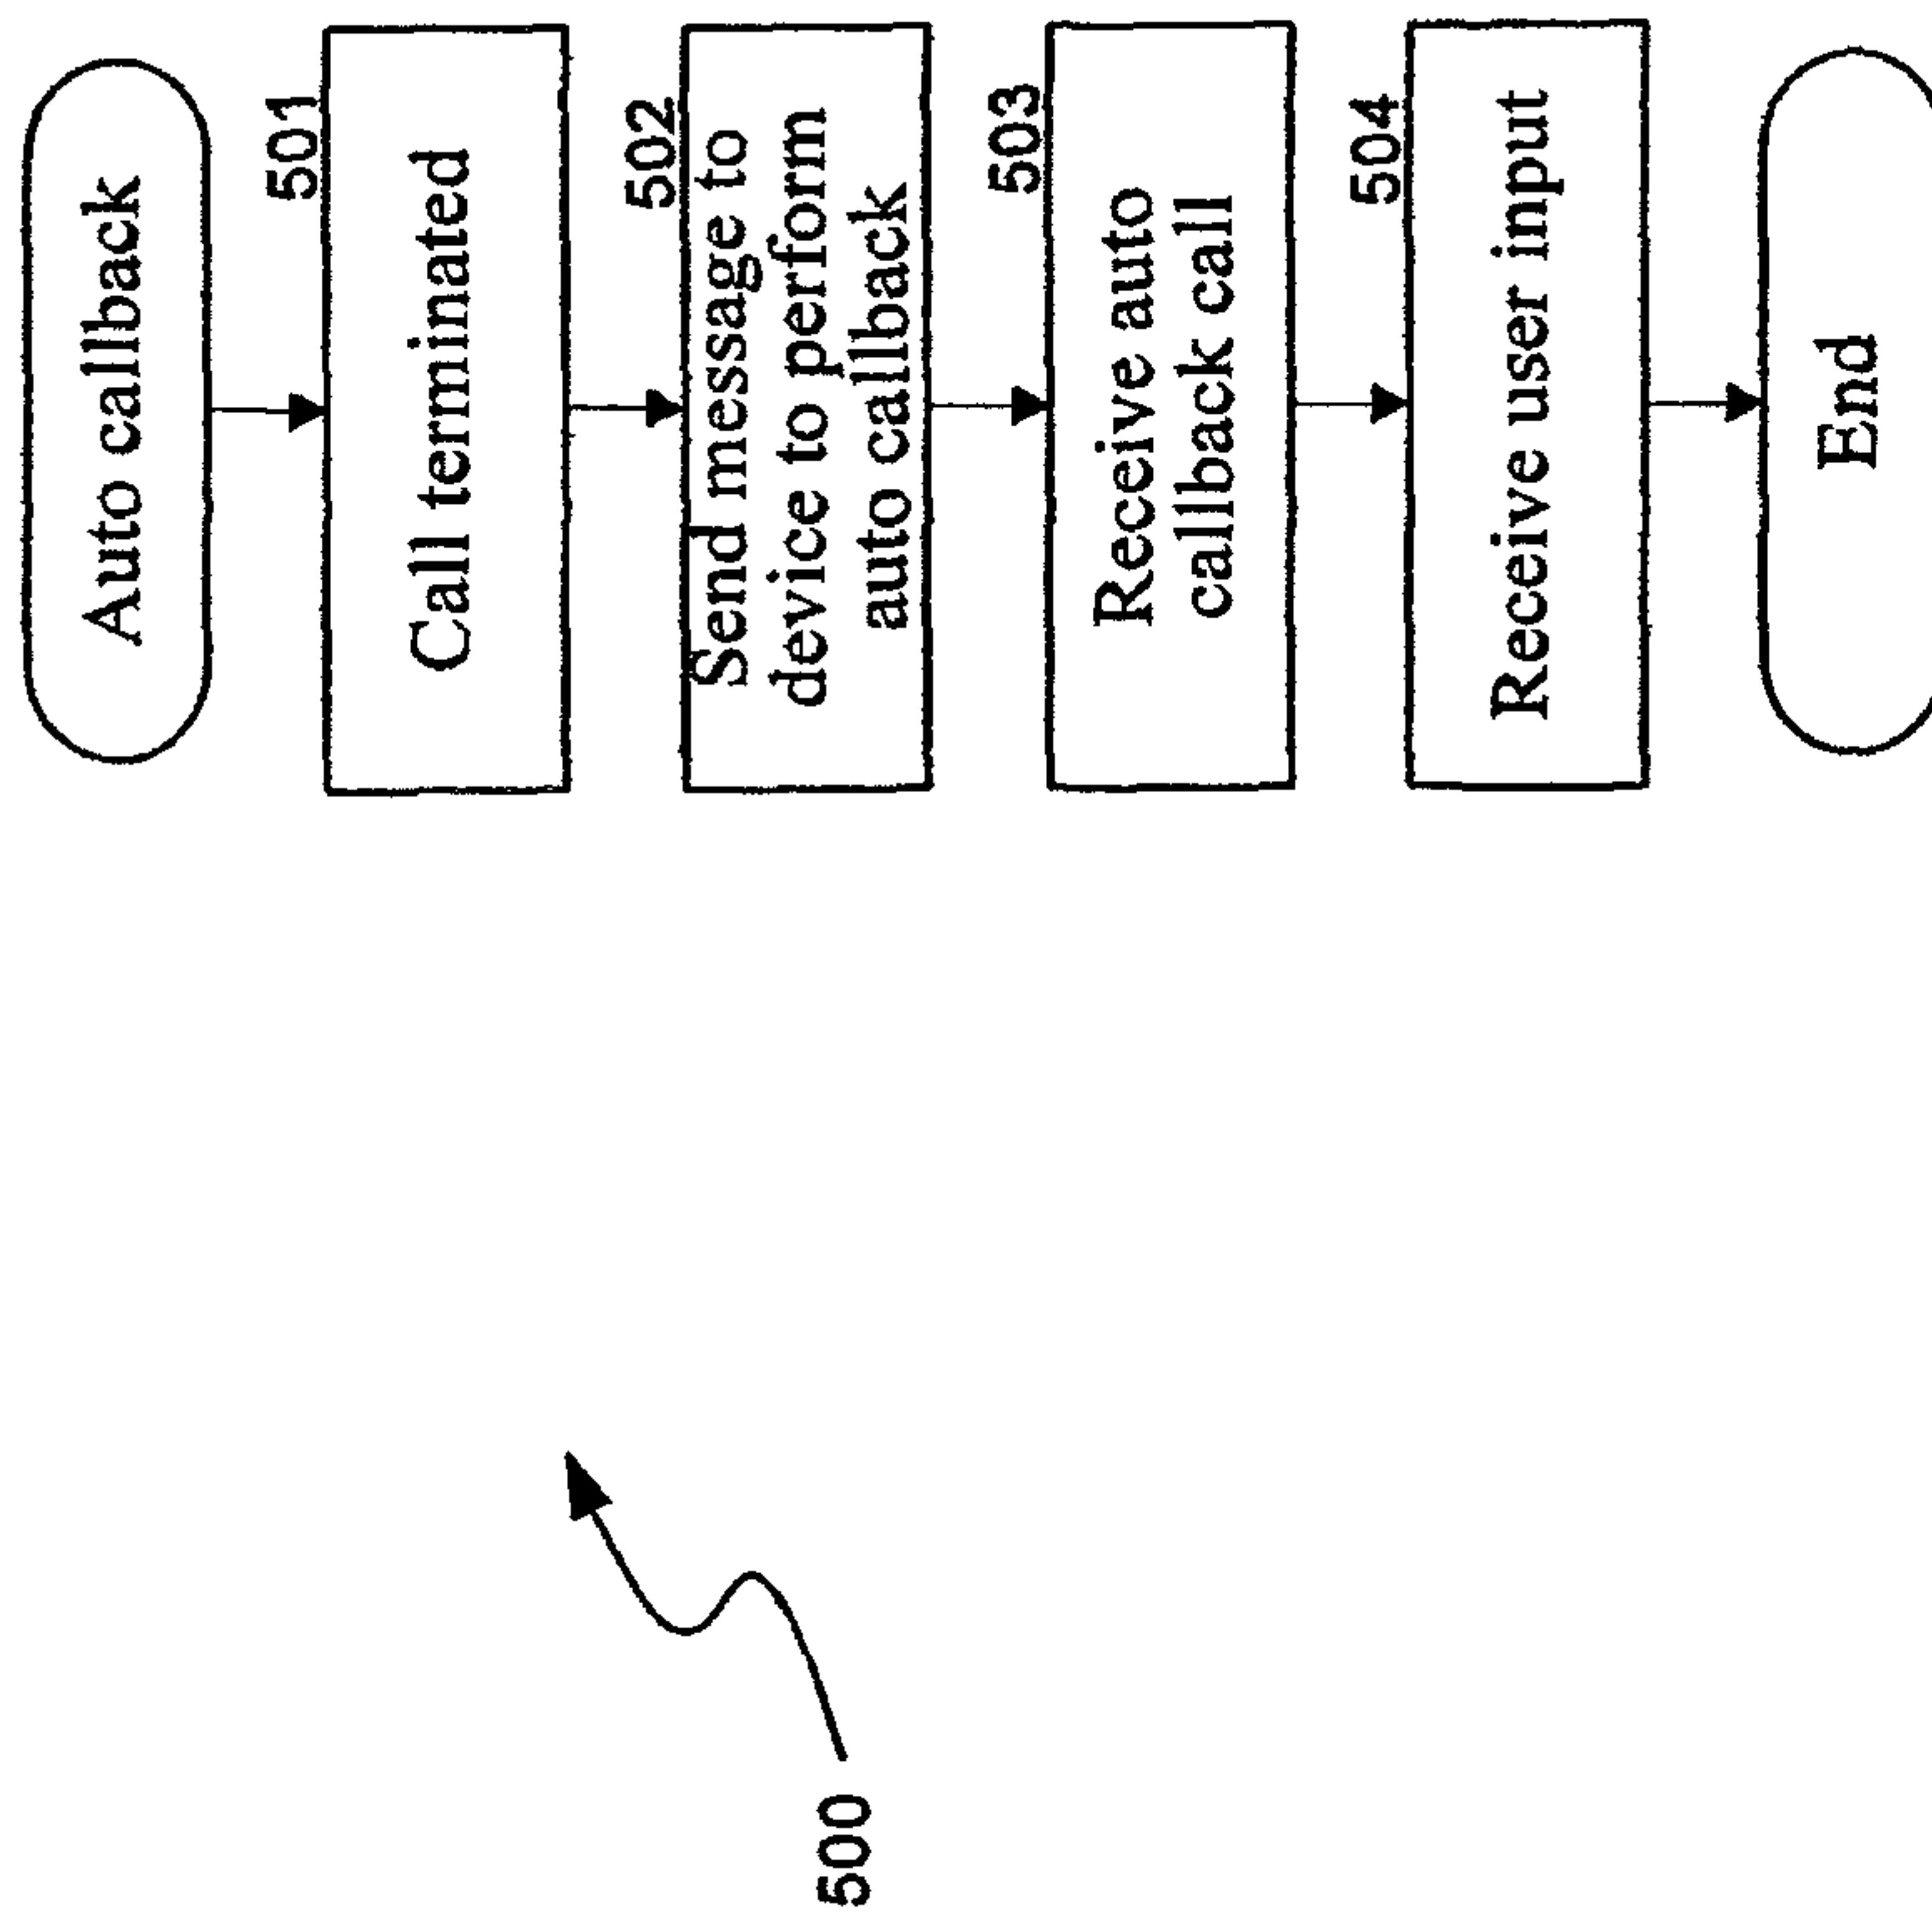 Auto callback
501
Call terminated
502
Send message to
device to perform
auto callback
503
Receive auto
callback call
504
Receive user input
End
500